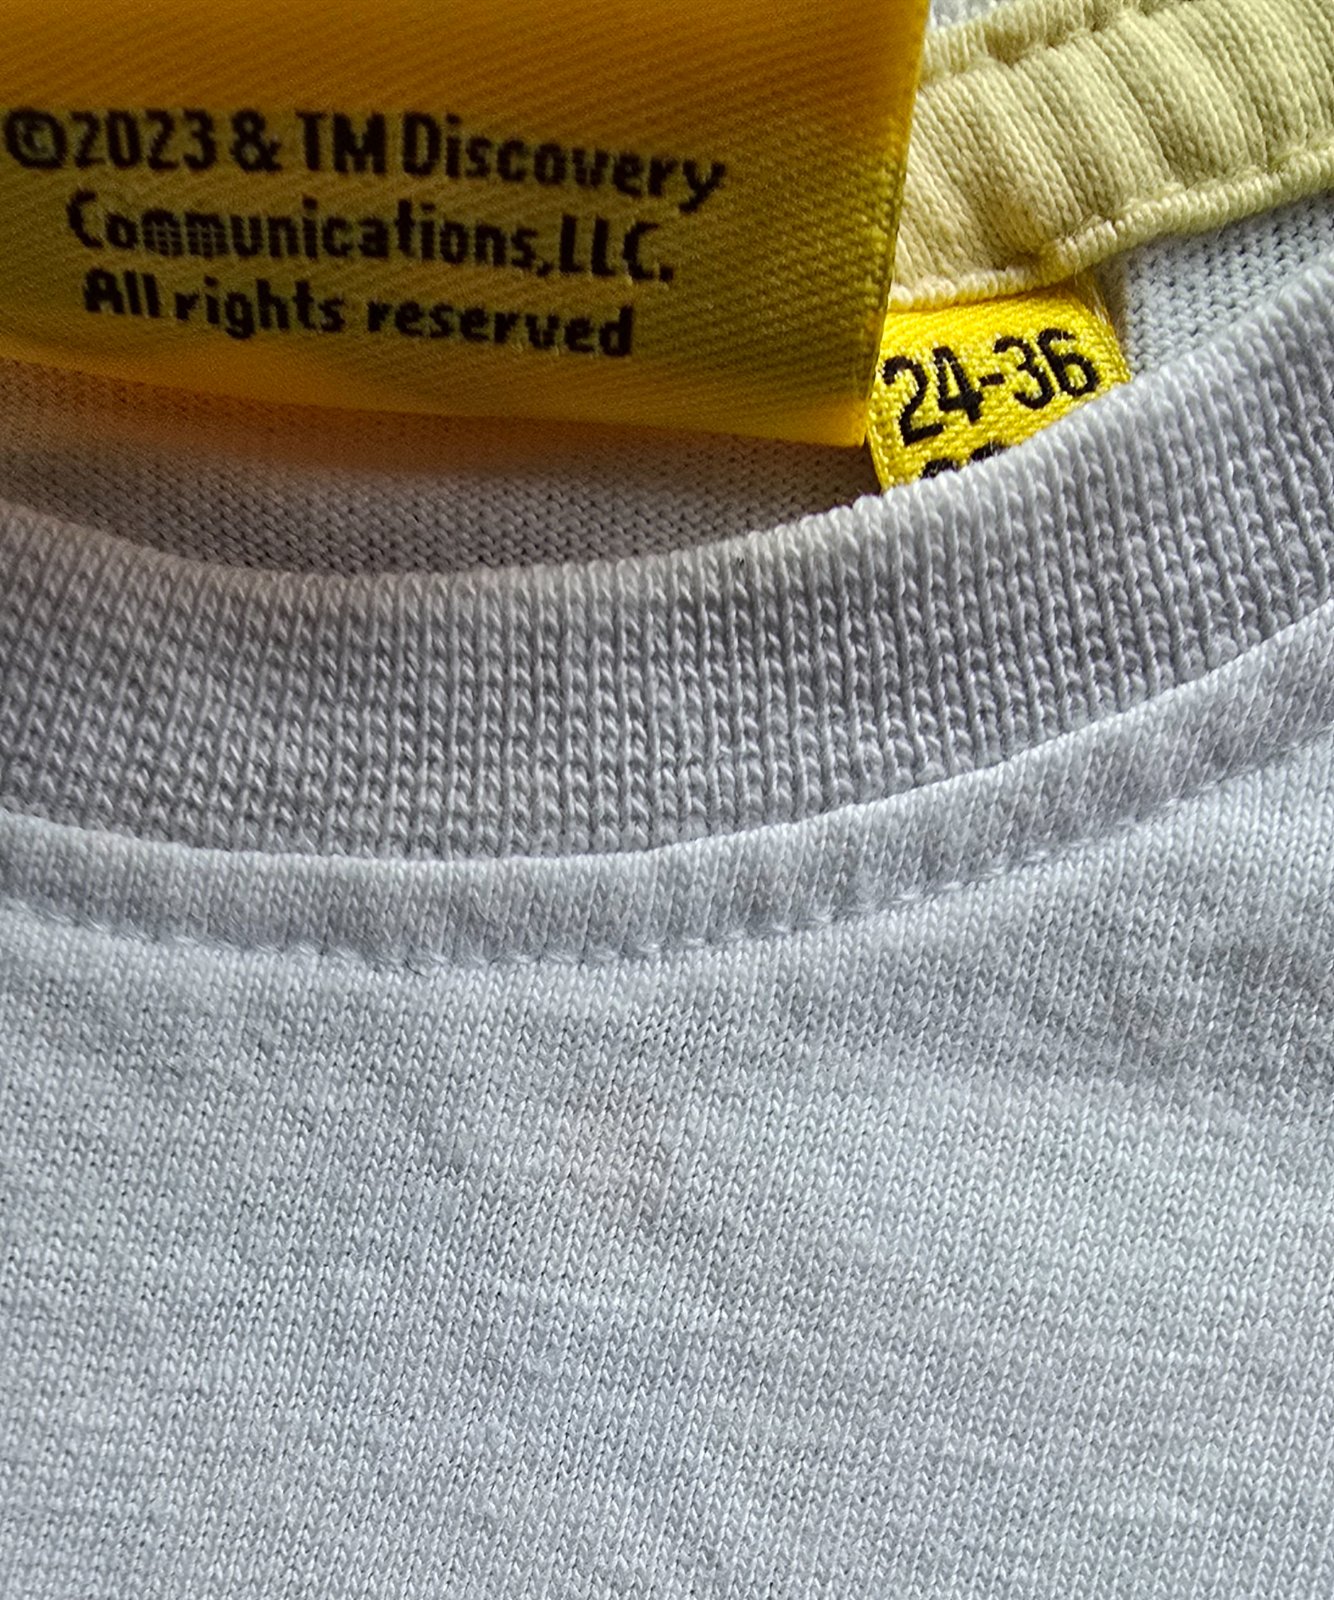 ©2023 & TM Discovery
Communications, LLC.
All rights reserved
24-36